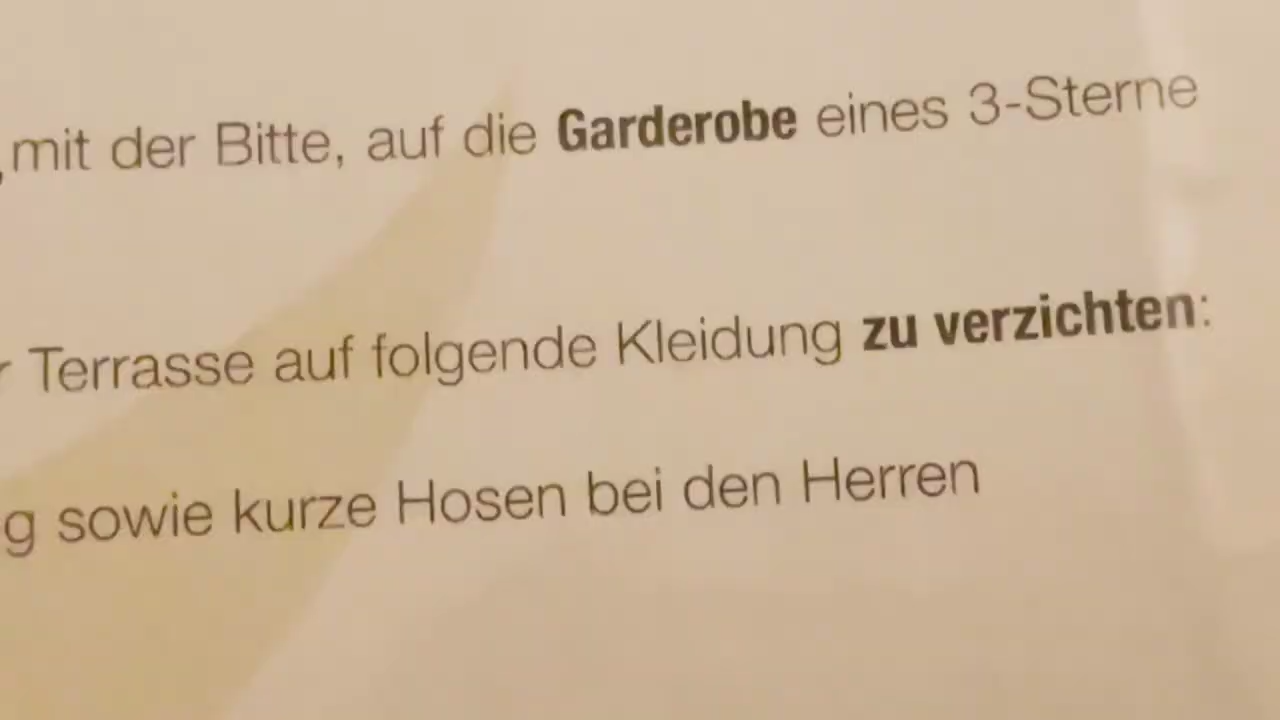 mit der Bitte, auf die Garderobe eines 3-Sterne
Terrasse auf folgende Kleidung zu verzichten:
sowie kurze Hosen bei den Herren